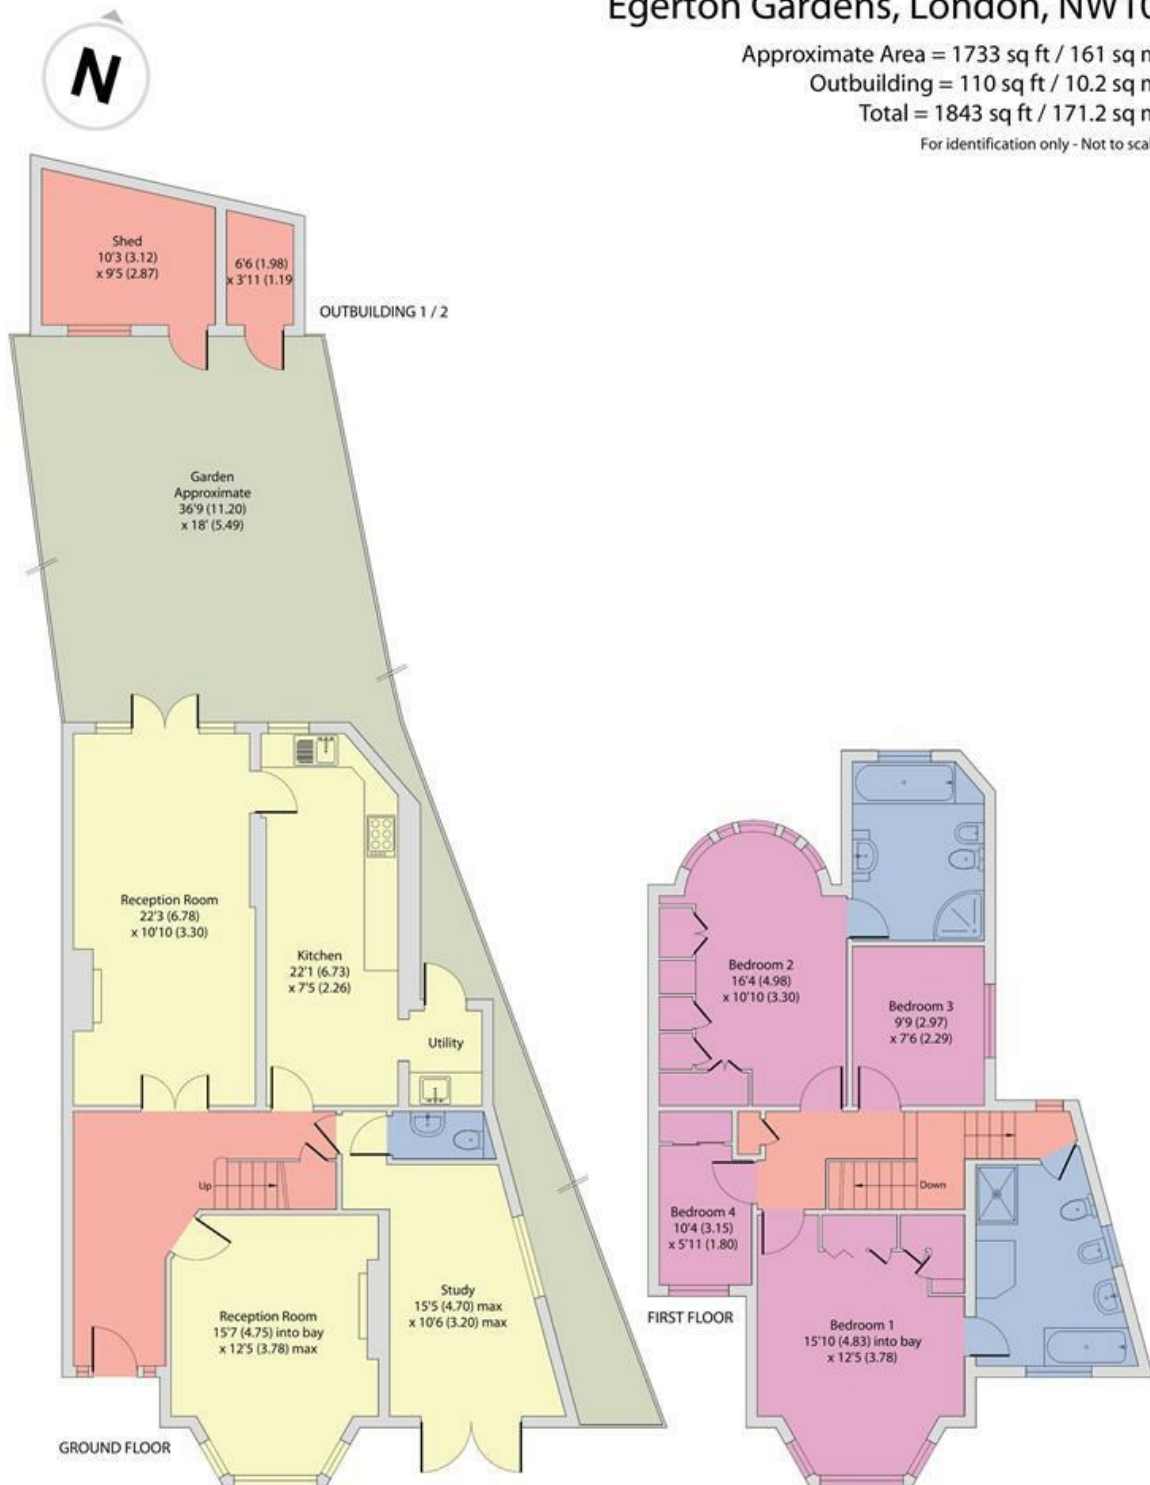 Egerton Gardens, London, NW10
Approximate Area = 1733 sq ft / 161 sq m
Outbuilding = 110 sq ft / 10.2 sq m
Total = 1843 sq ft / 171.2 sq m
For identification only - Not to scal
N
Shed
10'3 (3.12)
x 9'5 (2.87)
6'6 (1.98)
x 3'11 (1.19
OUTBUILDING 1 / 2
Garden
Approximate
36'9 (11.20)
x 18' (5.49)
Reception Room
22'3 (6.78)
x 10'10 (3.30)
Kitchen
22'1 (6.73)
x 7'5 (2.26)
Utility
Up
Reception Room
15'7 (4.75) into bay
x 12'5 (3.78) max
Study
15'5 (4.70) max
x 10'6 (3.20) max
GROUND FLOOR
Bedroom 2
16'4 (4.98)
x 10'10 (3.30)
Bedroom 3
9'9 (2.97)
x 7'6 (2.29)
Down
Bedroom 4
10'4 (3.15)
x 5'11 (1.80)
FIRST FLOOR
Bedroom 1
15'10 (4.83) into bay
x 12'5 (3.78)